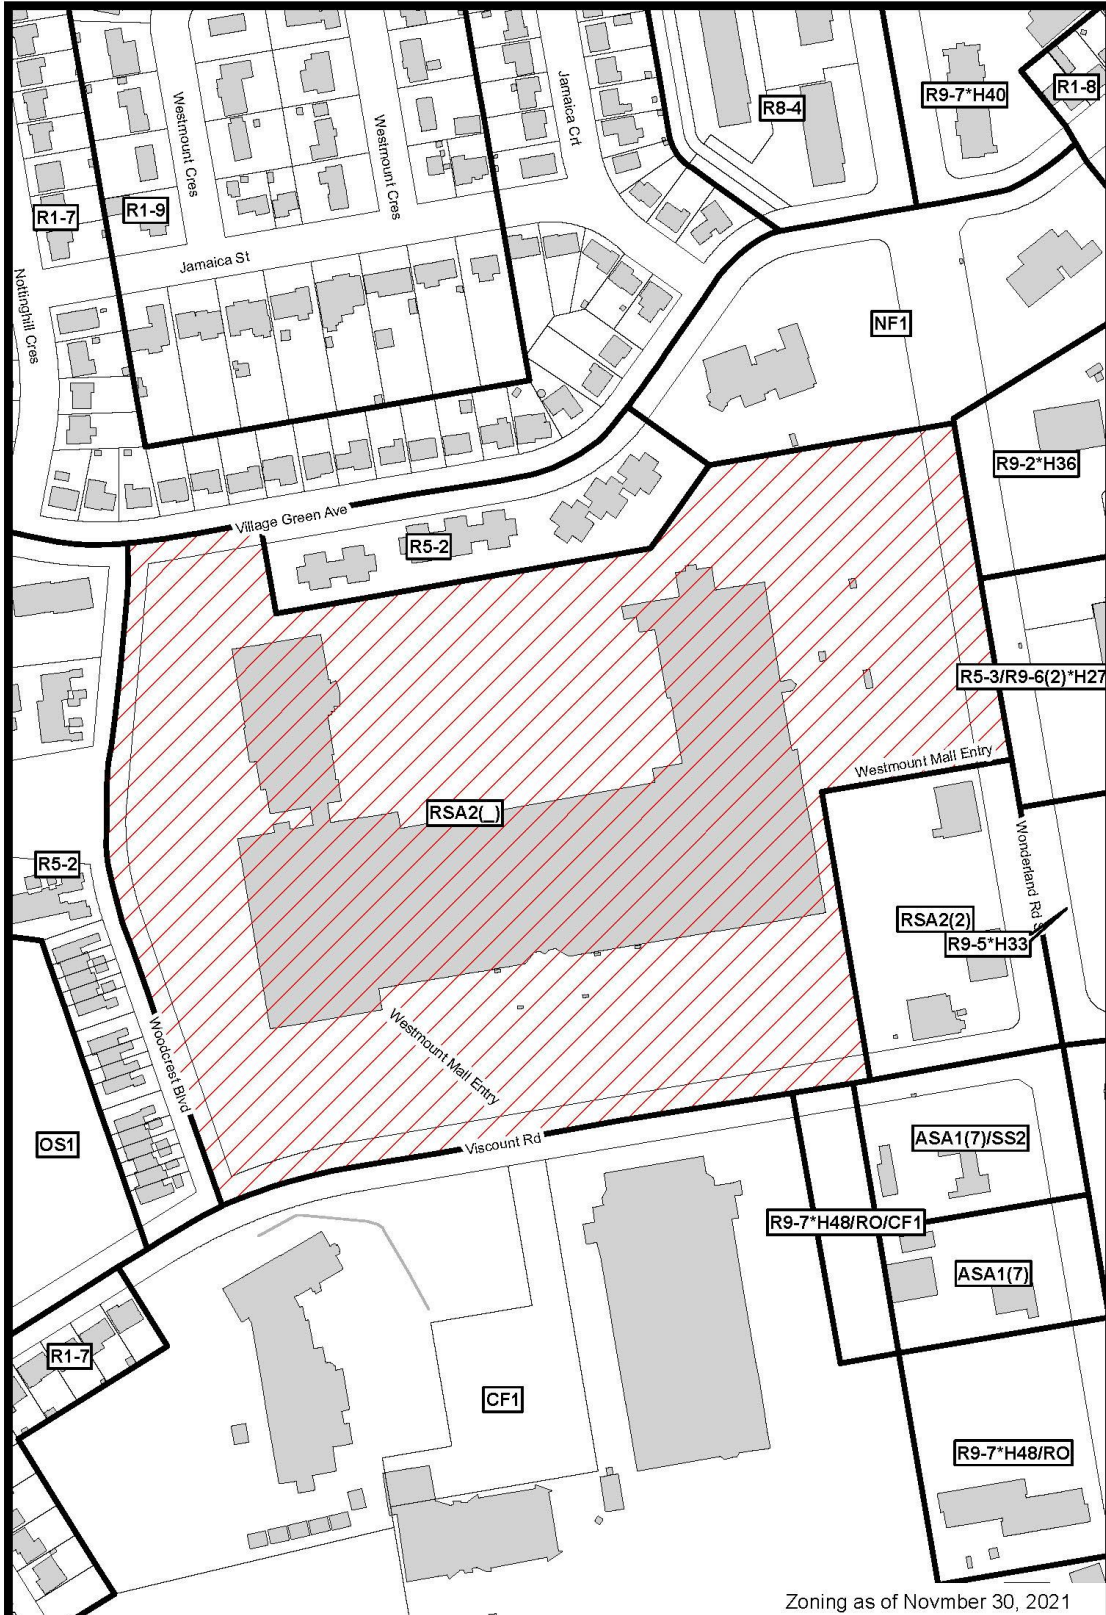 R8-4
R9-7*H40
R1-8
Jamaica Crt
Westmount Cres
Westmount Cres
R1-7
R1-9
Jamaica St
Nottinghill Cres
NF1
R9-2*H36
Village Green Ave
R5-2
R5-3/R9-6(2)*H27
Westmount Mall Entry
RSA2(_)
R5-2
Wonderland Rd S
RSA2(2)
R9-5*H33
Westmount Mall Entry
Woodcrest Blvd
OS1
Viscount Rd
ASA1(7)/SS2
R9-7*H48/RO/CF1
ASA1(7)
R1-7
CF1
R9-7*H48/RO
Zoning as of Novmber 30, 2021